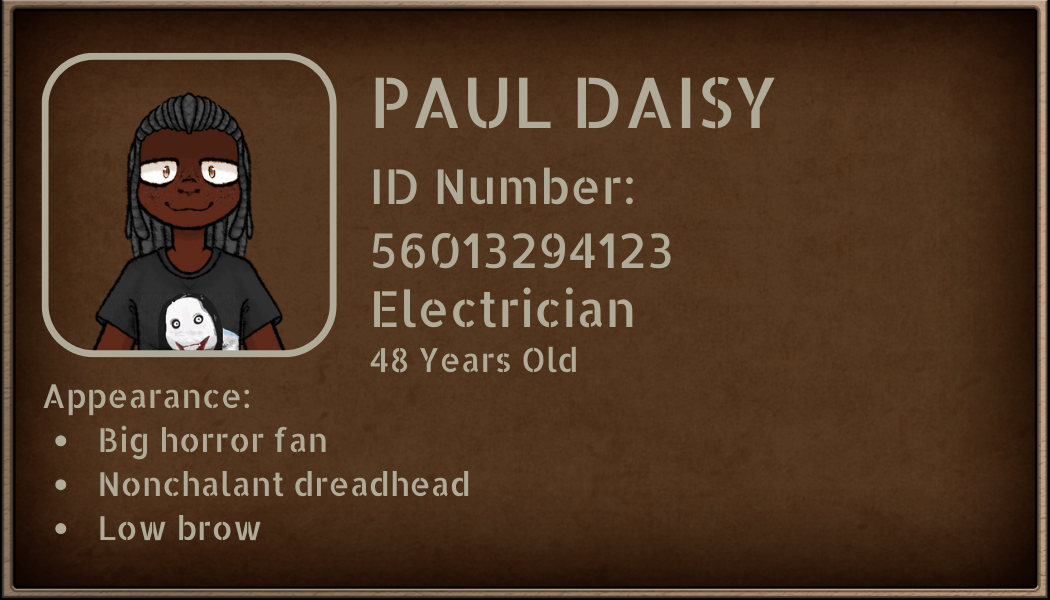 PAUL DAISY
ID Number:
56013294123
Electrician
48 Years Old
Appearance:
• Big horror fan
• Nonchalant dreadhead
• Low brow